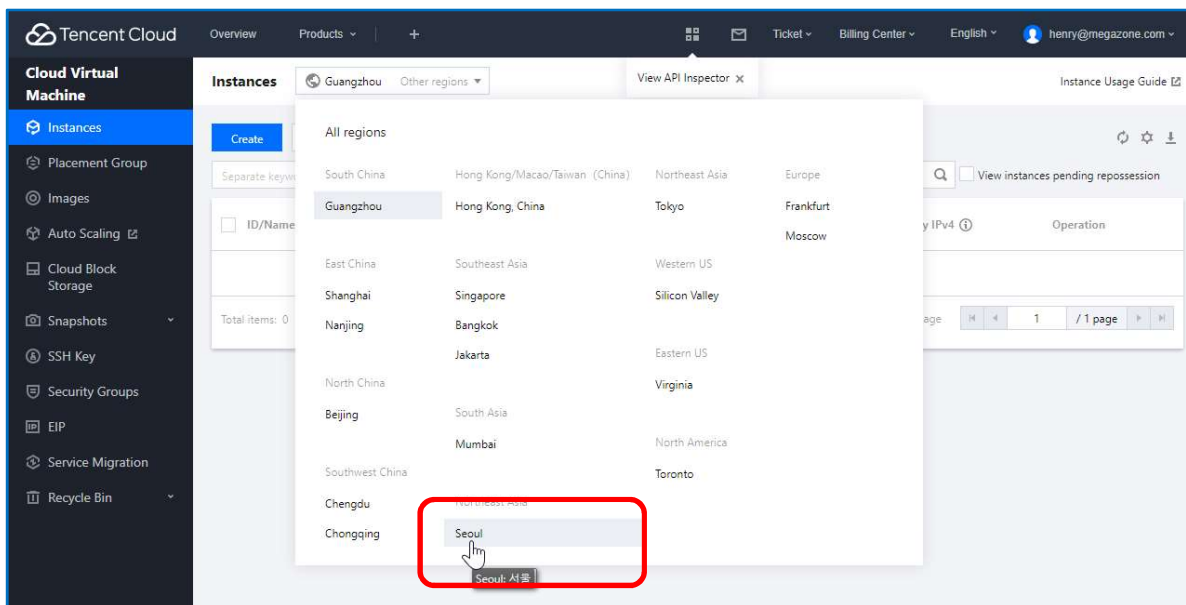 Tencent Cloud
Overview
Products
+
Ticket
Billing Center
English
henry@megazone.com
Cloud Virtual
Machine
Instances
Placement Group
Images
Auto Scaling
Cloud Block
Storage
Snapshots
SSH Key
Security Groups
EIP
Service Migration
Recycle Bin
Instances
Guangzhou Other regions
View API Inspector ×
Instance Usage Guide
Create
View instances pending repossession
Separate
ID/Name
IPv4
Operation
Total items: 0
1
/ 1 page
All regions
South China
Guangzhou
East China
Shanghai
Nanjing
North China
Beijing
Southwest China
Chengdu
Chongqing
Hong Kong/Macao/Taiwan (China)
Hong Kong, China
Southeast Asia
Singapore
Bangkok
Jakarta
South Asia
Mumbai
Northeast Asia
Seoul
Seoul: 서울
Northeast Asia
Tokyo
Western US
Silicon Valley
Eastern US
Virginia
North America
Toronto
Europe
Frankfurt
Moscow